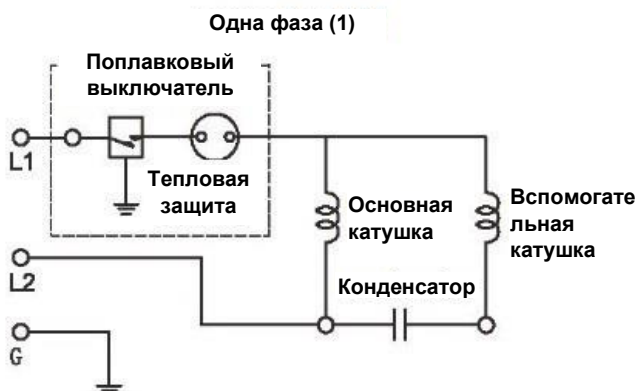 Одна фаза (1)
Поплавковый
выключатель
L1
Тепловая
защита
Основная
катушка
Вспомогате
льная
катушка
L2
Конденсатор
G